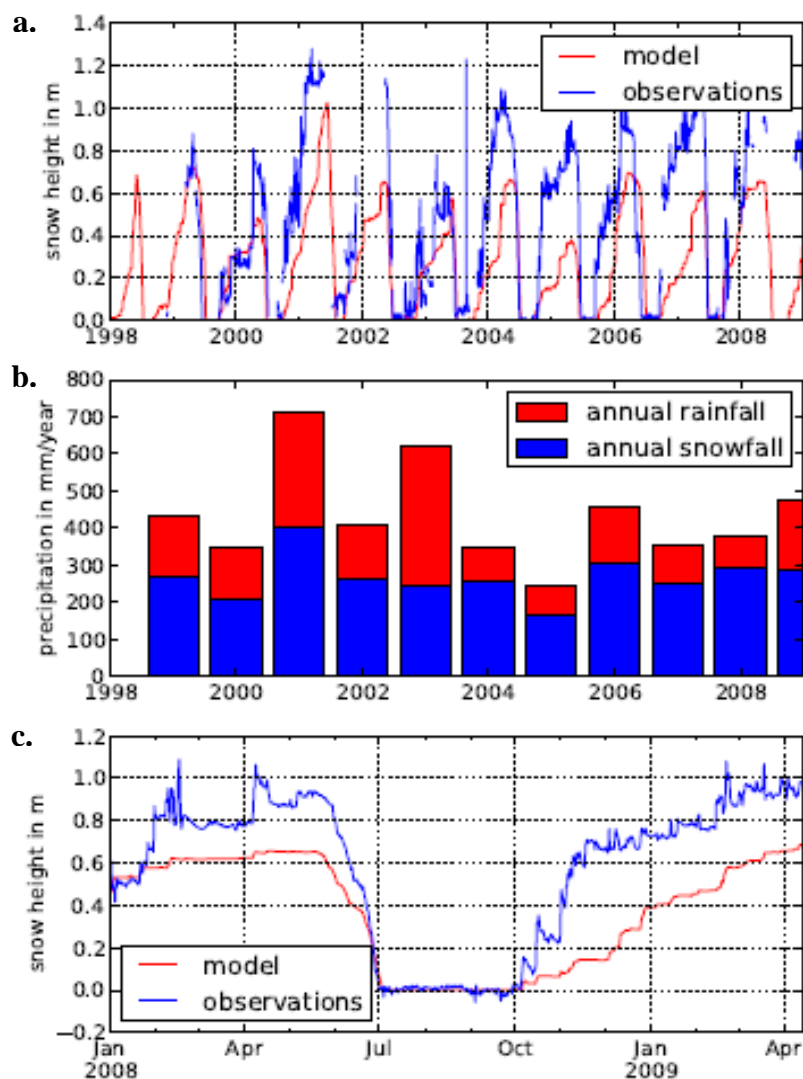 a.
snow height in m
1.4
1.2
1.0
0.8
0.6
0.4
0.2
0.0
model
observations
1998
2000
2002
2004
2006
2008
b.
precipitation in mm/year
800
700
600
500
400
300
200
100
0
annual rainfall
annual snowfall
1998
2000
2002
2004
2006
2008
c.
snow height in m
1.2
1.0
0.8
0.6
0.4
0.2
0.0
−0.2
model
observations
Jan
2008
Apr
Jul
Oct
Jan
2009
Apr